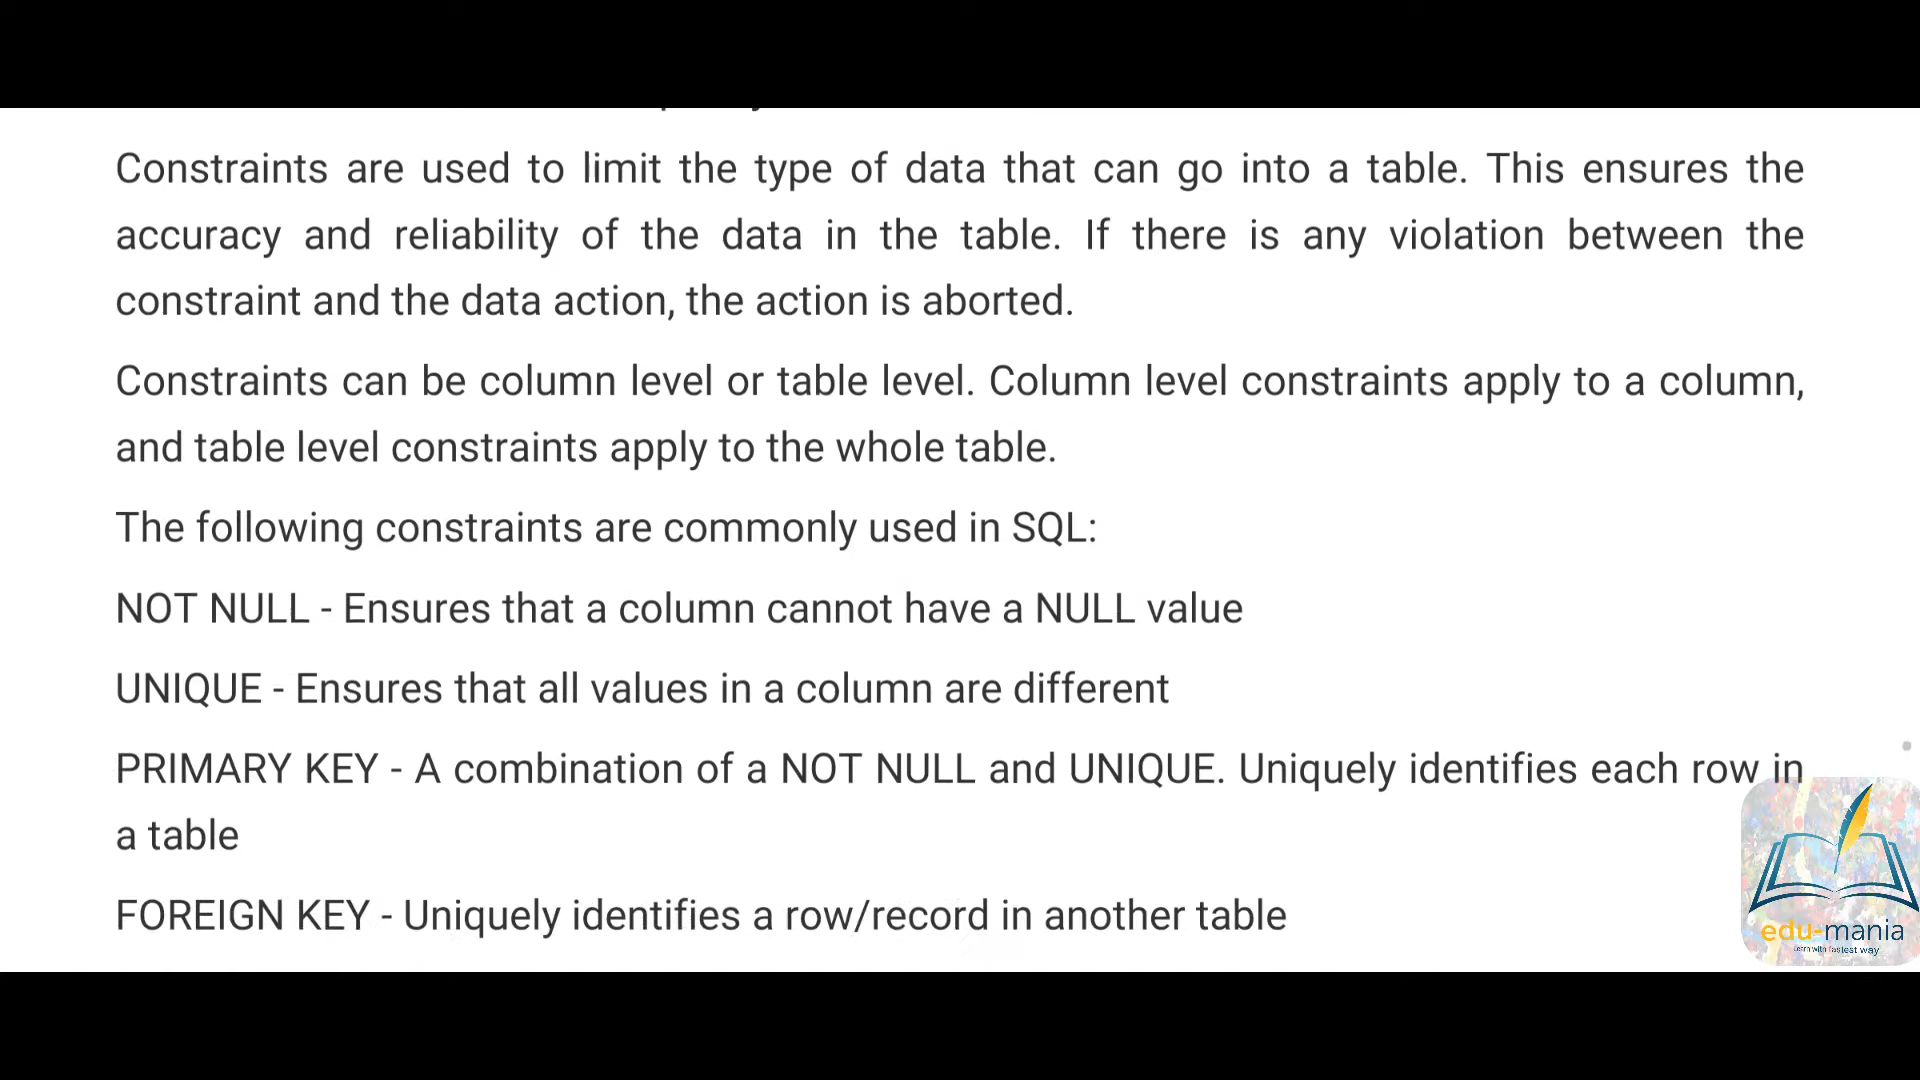 Constraints are used to limit the type of data that can go into a table. This ensures the
accuracy and reliability of the data in the table. If there is any violation between the
constraint and the data action, the action is aborted.
Constraints can be column level or table level. Column level constraints apply to a column,
and table level constraints apply to the whole table.
The following constraints are commonly used in SQL:
NOT NULL - Ensures that a column cannot have a NULL value
UNIQUE - Ensures that all values in a column are different
PRIMARY KEY - A combination of a NOT NULL and UNIQUE. Uniquely identifies each row in
a table
FOREIGN KEY - Uniquely identifies a row/record in another table
edu-mania
Learn with fastest way